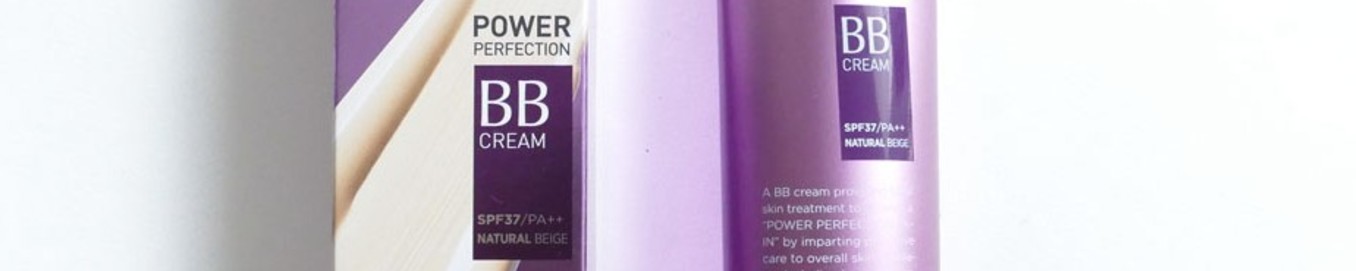 POWER
PERFECTION
BB
CREAM
SPF37/PA++
NATURAL BEIGE
BB
CREAM
SPF37/PA++
NATURAL BEIGE
A BB cream
skin treatment
"POWER
IN" by imparting
care to overall